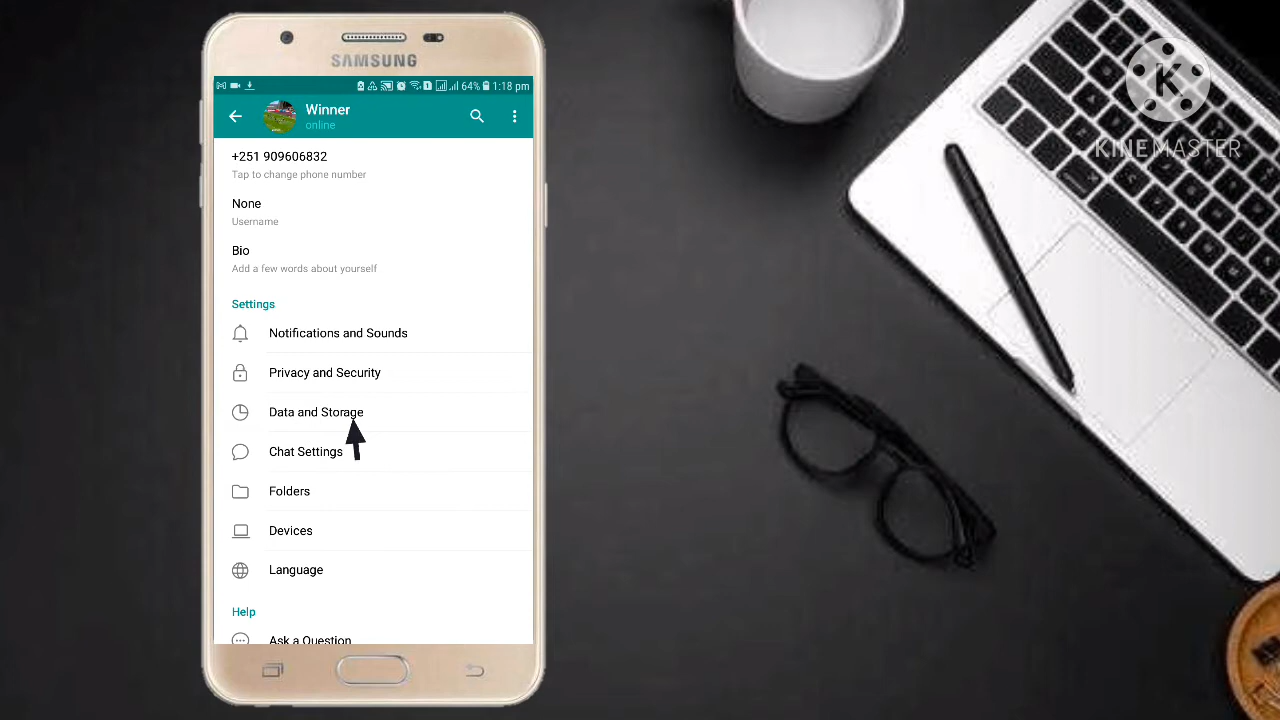 SAMSUNG
64% 1:18 pm
Winner
online
+251 909606832
Tap to change phone number
None
Username
Bio
Add a few words about yourself
Settings
Notifications and Sounds
Privacy and Security
Data and Storage
Chat Settings
Folders
Devices
Language
Help
Ask a Question
K
KINEMASTER